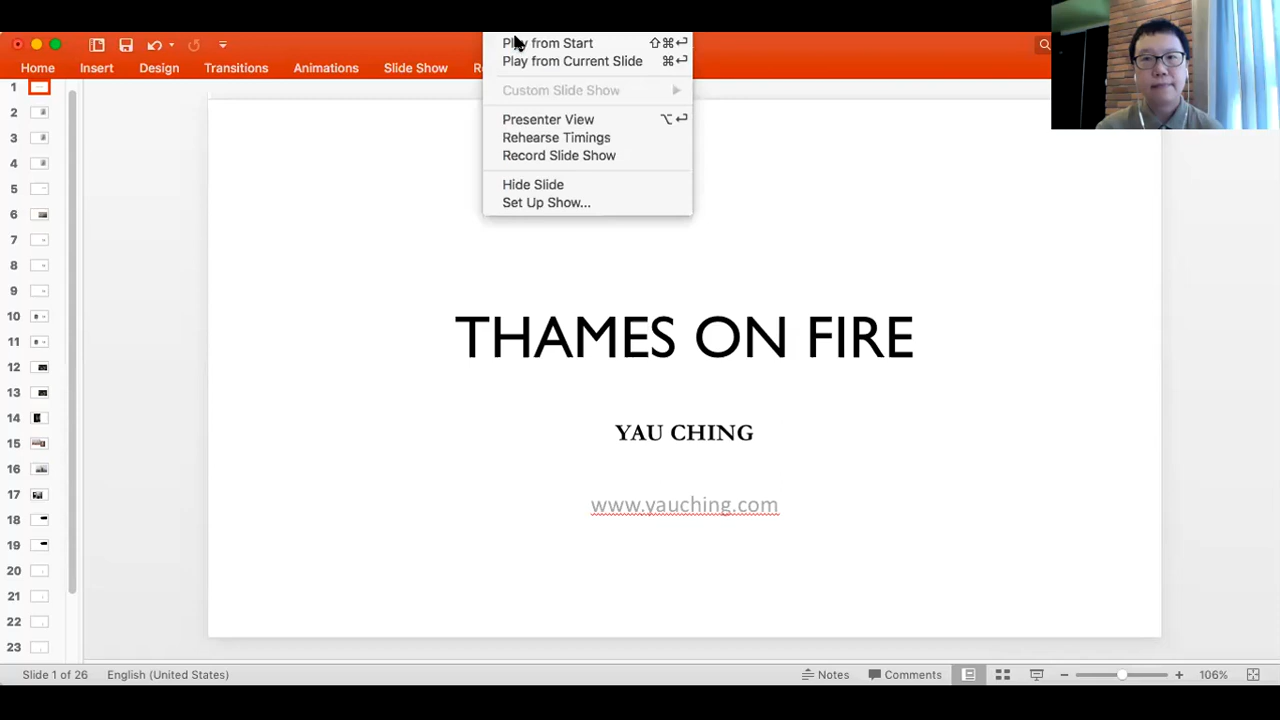 Home Insert Design Transitions Animations Slide Show
Play from Start ⇧⌘↩
Play from Current Slide ⌘↩
Custom Slide Show ▶
Presenter View ⌥↩
Rehearse Timings
Record Slide Show
Hide Slide
Set Up Show...
1
2
3
4
5
6
7
8
9
10
11
12
13
14
15
16
17
18
19
20
21
22
23
THAMES ON FIRE
YAU CHING
www.yauching.com
Slide 1 of 26 English (United States) Notes Comments 106%